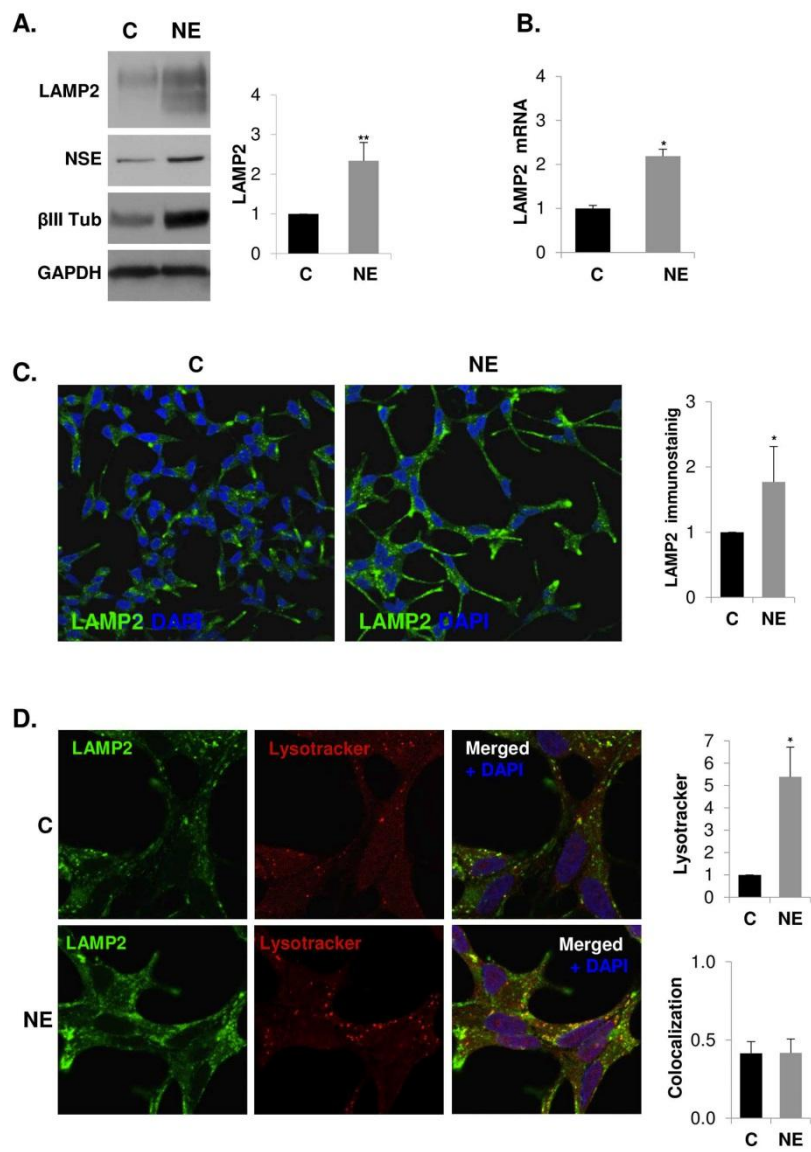 A.
C NE
LAMP2
NSE
βIII Tub
GAPDH
LAMP2
4
3
2
1
0
**
C NE
B.
LAMP2 mRNA
4
3
2
1
0
*
C NE
C.
C NE
LAMP2 DAPI
LAMP2 DAPI
LAMP2 immunostainig
3
2
1
0
*
C NE
D.
C
LAMP2
Lysotracker
Merged
+ DAPI
NE
LAMP2
Lysotracker
Merged
+ DAPI
Lysotracker
7
6
5
4
3
2
1
0
*
C NE
Colocalization
1.0
0.5
0.0
C NE